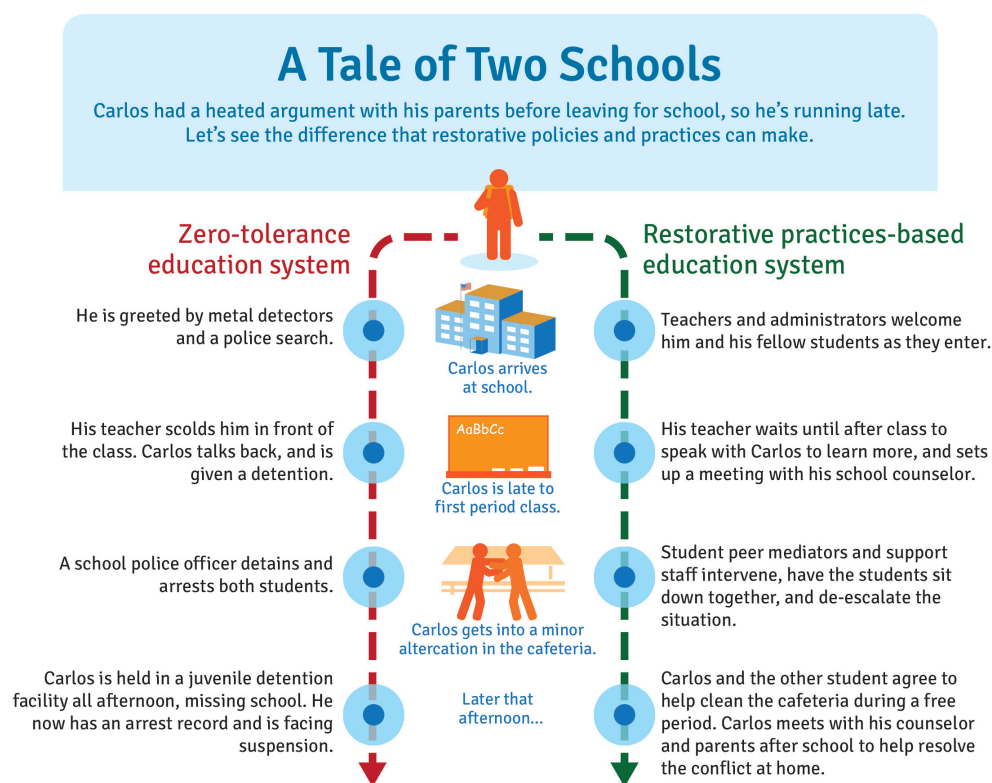 A Tale of Two Schools
Carlos had a heated argument with his parents before leaving for school, so he’s running late.
Let’s see the difference that restorative policies and practices can make.
Zero-tolerance
education system
Restorative practices-based
education system
He is greeted by metal detectors
and a police search.
Carlos arrives
at school.
Teachers and administrators welcome
him and his fellow students as they enter.
His teacher scolds him in front of
the class. Carlos talks back, and is
given a detention.
AaBbCc
Carlos is late to
first period class.
His teacher waits until after class to
speak with Carlos to learn more, and sets
up a meeting with his school counselor.
A school police officer detains and
arrests both students.
Carlos gets into a minor
altercation in the cafeteria.
Student peer mediators and support
staff intervene, have the students sit
down together, and de-escalate the
situation.
Carlos is held in a juvenile detention
facility all afternoon, missing school. He
now has an arrest record and is facing
suspension.
Later that
afternoon...
Carlos and the other student agree to
help clean the cafeteria during a free
period. Carlos meets with his counselor
and parents after school to help resolve
the conflict at home.